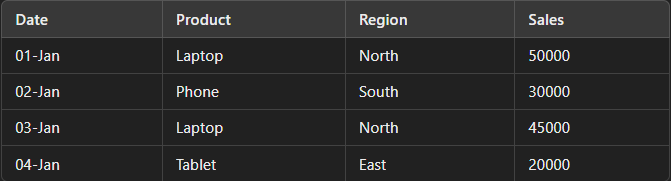 Date Product Region Sales
01-Jan Laptop North 50000
02-Jan Phone South 30000
03-Jan Laptop North 45000
04-Jan Tablet East 20000